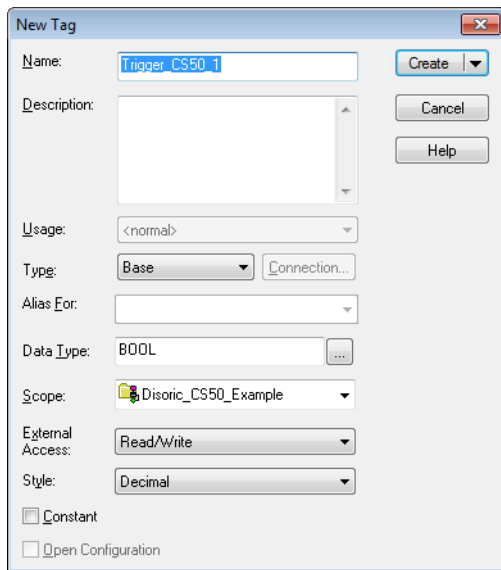 New Tag
Name: Trigger_CS50_1 Create
Description: Cancel
Help
Usage: <normal>
Type: Base Connection...
Alias For:
Data Type: BOOL ...
Scope: Disoric_CS50_Example
External
Access: Read/Write
Style: Decimal
Constant
Open Configuration